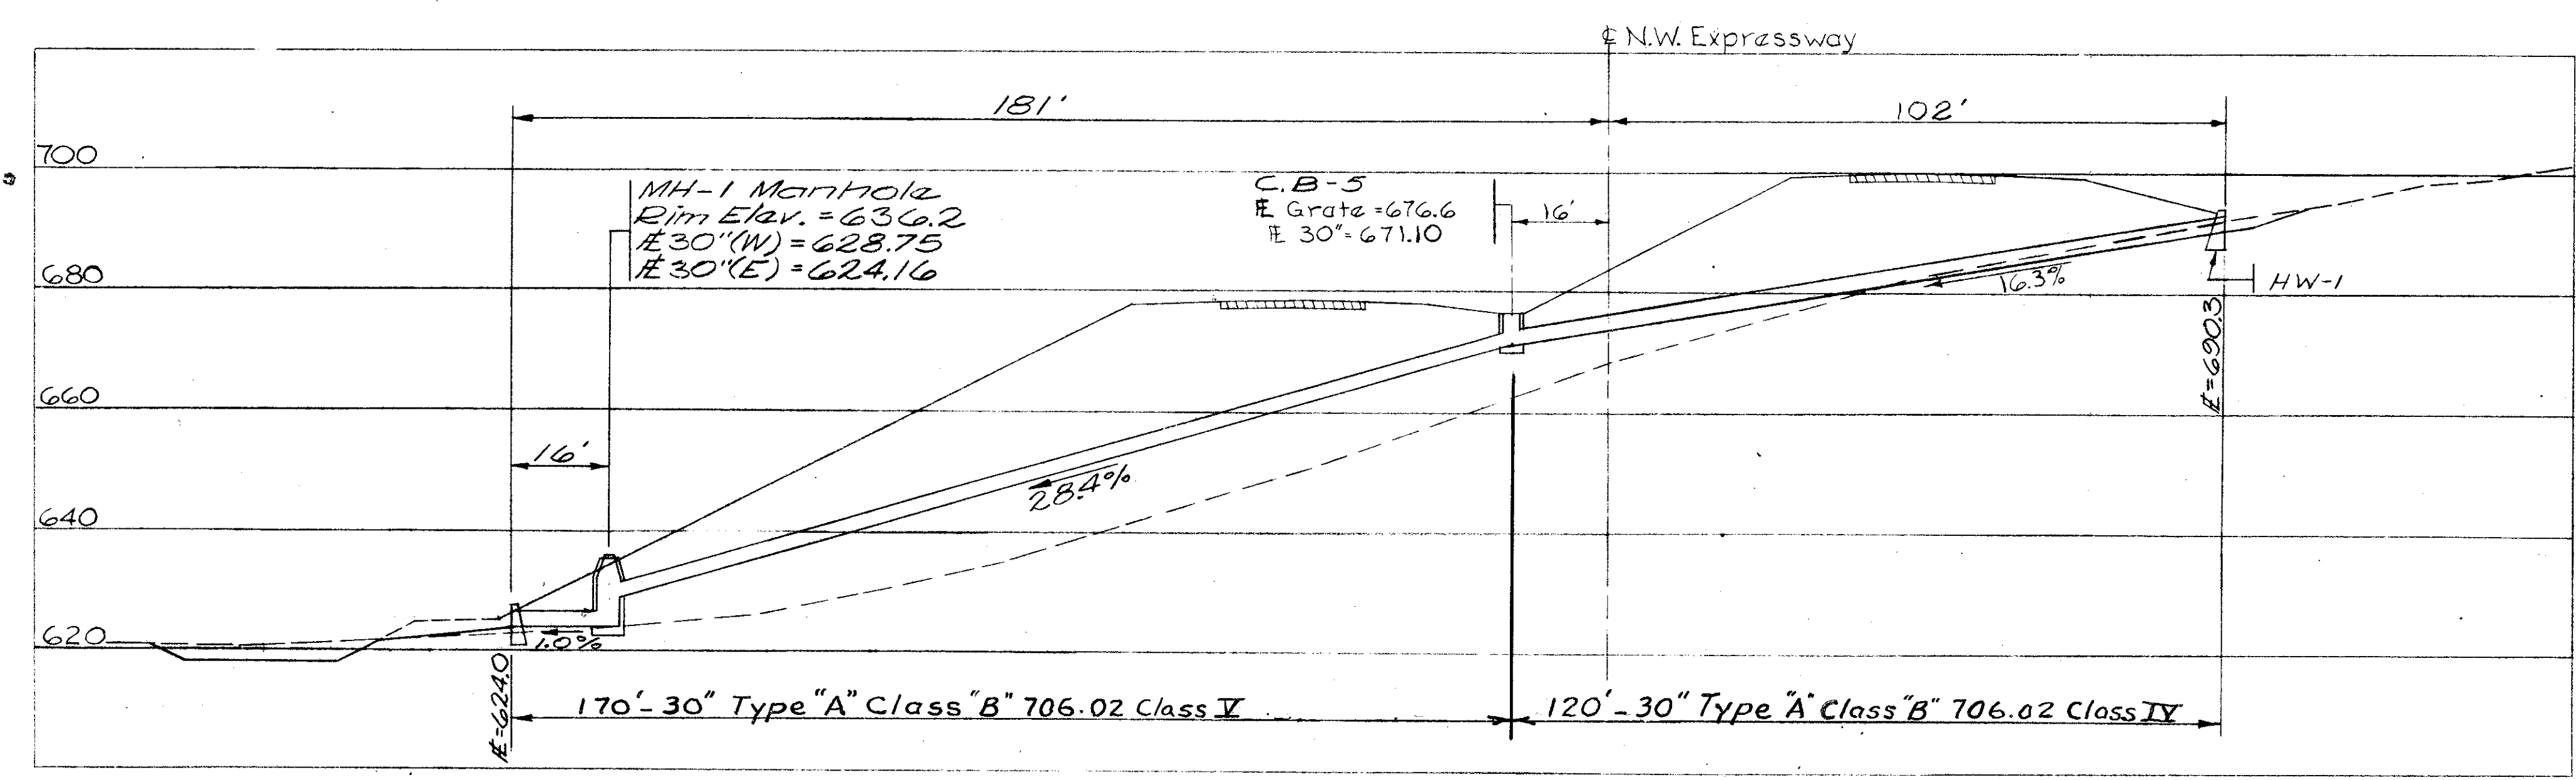 ℄ N.W. Expressway
181'
102'
700
MH-1 Manhole
Rim Elev. = 636.2
F̵L 30"(W) = 628.75
F̵L 30"(E) = 624.16
C.B-5
F̵L Grate = 676.6
F̵L 30" = 671.10
16'
680
16.3%
HW-1
F̵L = 690.3
660
16'
28.4%
640
620
1.0%
F̵L = 624.0
170'-30" Type "A" Class "B" 706.02 Class V
120'-30" Type "A" Class "B" 706.02 Class IV